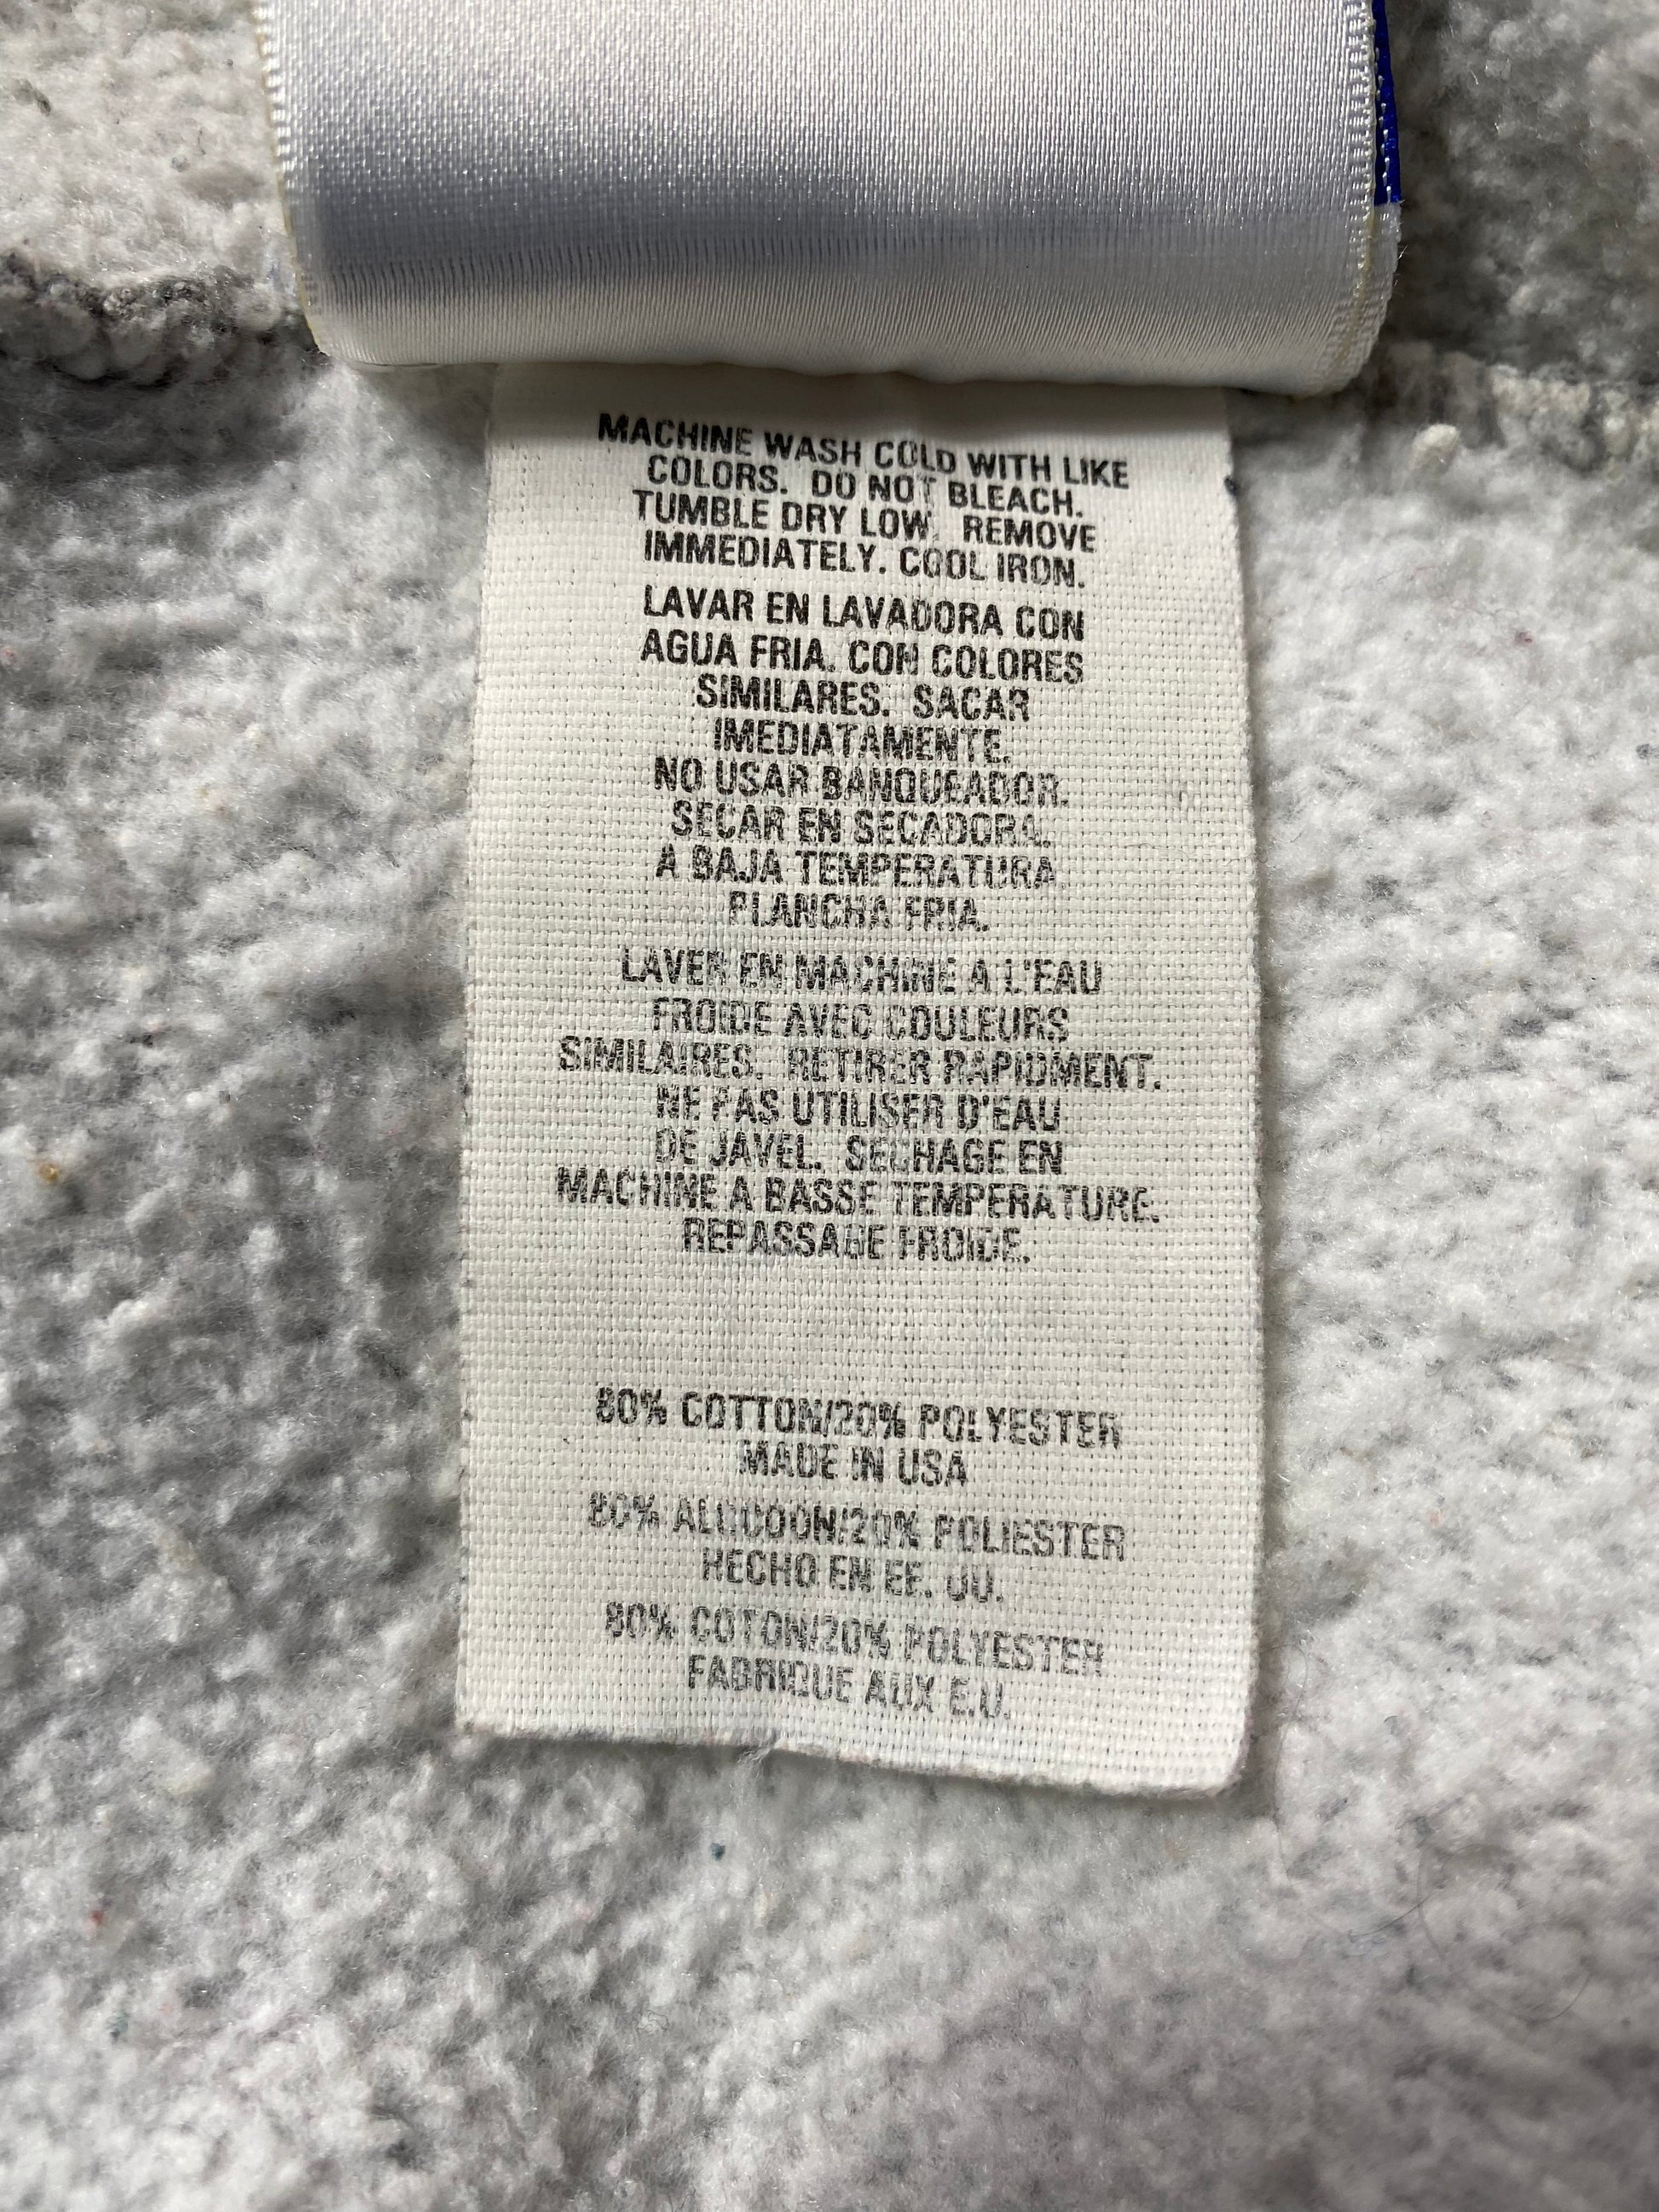 MACHINE WASH COLD WITH LIKE
COLORS. DO NOT BLEACH.
TUMBLE DRY LOW. REMOVE
IMMEDIATELY. COOL IRON.
LAVAR EN LAVADORA CON
AGUA FRIA. CON COLORES
SIMILARES. SACAR
IMEDIATAMENTE.
NO USAR BANQUEADOR.
SECAR EN SECADORA.
A BAJA TEMPERATURA.
PLANCHA FRIA.
LAVER EN MACHINE A L'EAU
FROIDE AVEC COULEURS
SIMILAIRES. RETIRER RAPIDMENT.
NE PAS UTILISER D'EAU
DE JAVEL. SECHAGE EN
MACHINE A BASSE TEMPERATURE.
REPASSAGE FROIDE.
80% COTTON/20% POLYESTER
MADE IN USA
80% ALGODON/20% POLIESTER
HECHO EN EE. UU.
80% COTON/20% POLYESTER
FABRIQUE AUX E.U.